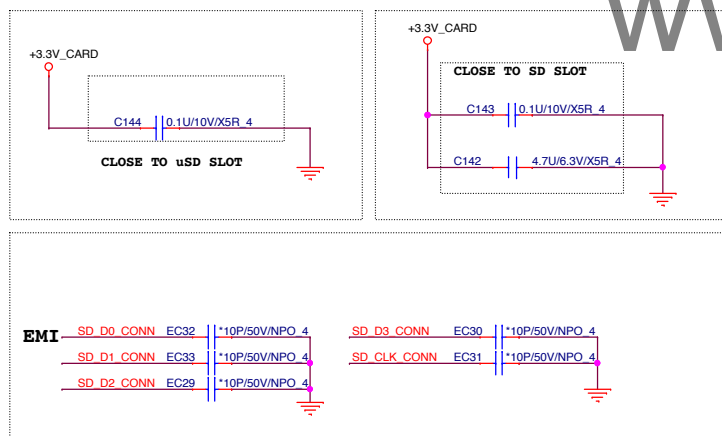 +3.3V_CARD
C144 0.1U/10V/X5R_4
CLOSE TO uSD SLOT
+3.3V_CARD
CLOSE TO SD SLOT
C143 0.1U/10V/X5R_4
C142 4.7U/6.3V/X5R_4
EMI
SD_D0_CONN EC32 *10P/50V/NPO_4
SD_D1_CONN EC33 *10P/50V/NPO_4
SD_D2_CONN EC29 *10P/50V/NPO_4
SD_D3_CONN EC30 *10P/50V/NPO_4
SD_CLK_CONN EC31 *10P/50V/NPO_4